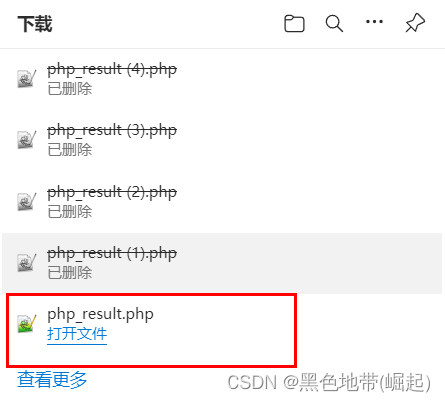 下载
php_result (4).php
已删除
php_result (3).php
已删除
php_result (2).php
已删除
php_result (1).php
已删除
php_result.php
打开文件
查看更多
CSDN @黑色地带(崛起)